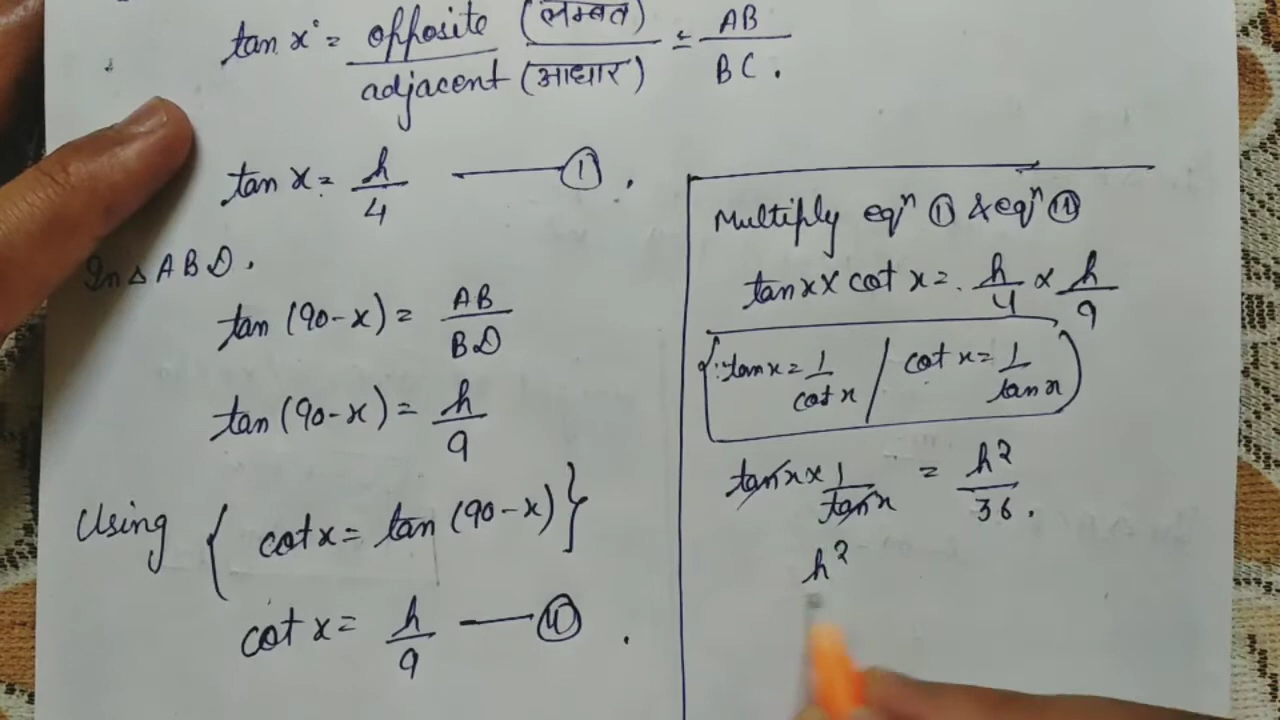 tan x° = opposite (लम्बत) / adjacent (आधार) = AB / BC .
tan x = h / 4 —— ①.
In △ ABD.
tan (90-x) = AB / BD
tan (90-x) = h / 9
Using { cot x = tan (90-x) }
cot x = h / 9 —— ⑪ .
Multiply eqⁿ ① & eqⁿ ⑪
tan x × cot x = h / 4 × h / 9
{ ∵ tan x = 1 / cot x / cot x = 1 / tan x )
tan x × 1 / tan x = h² / 36 .
h²